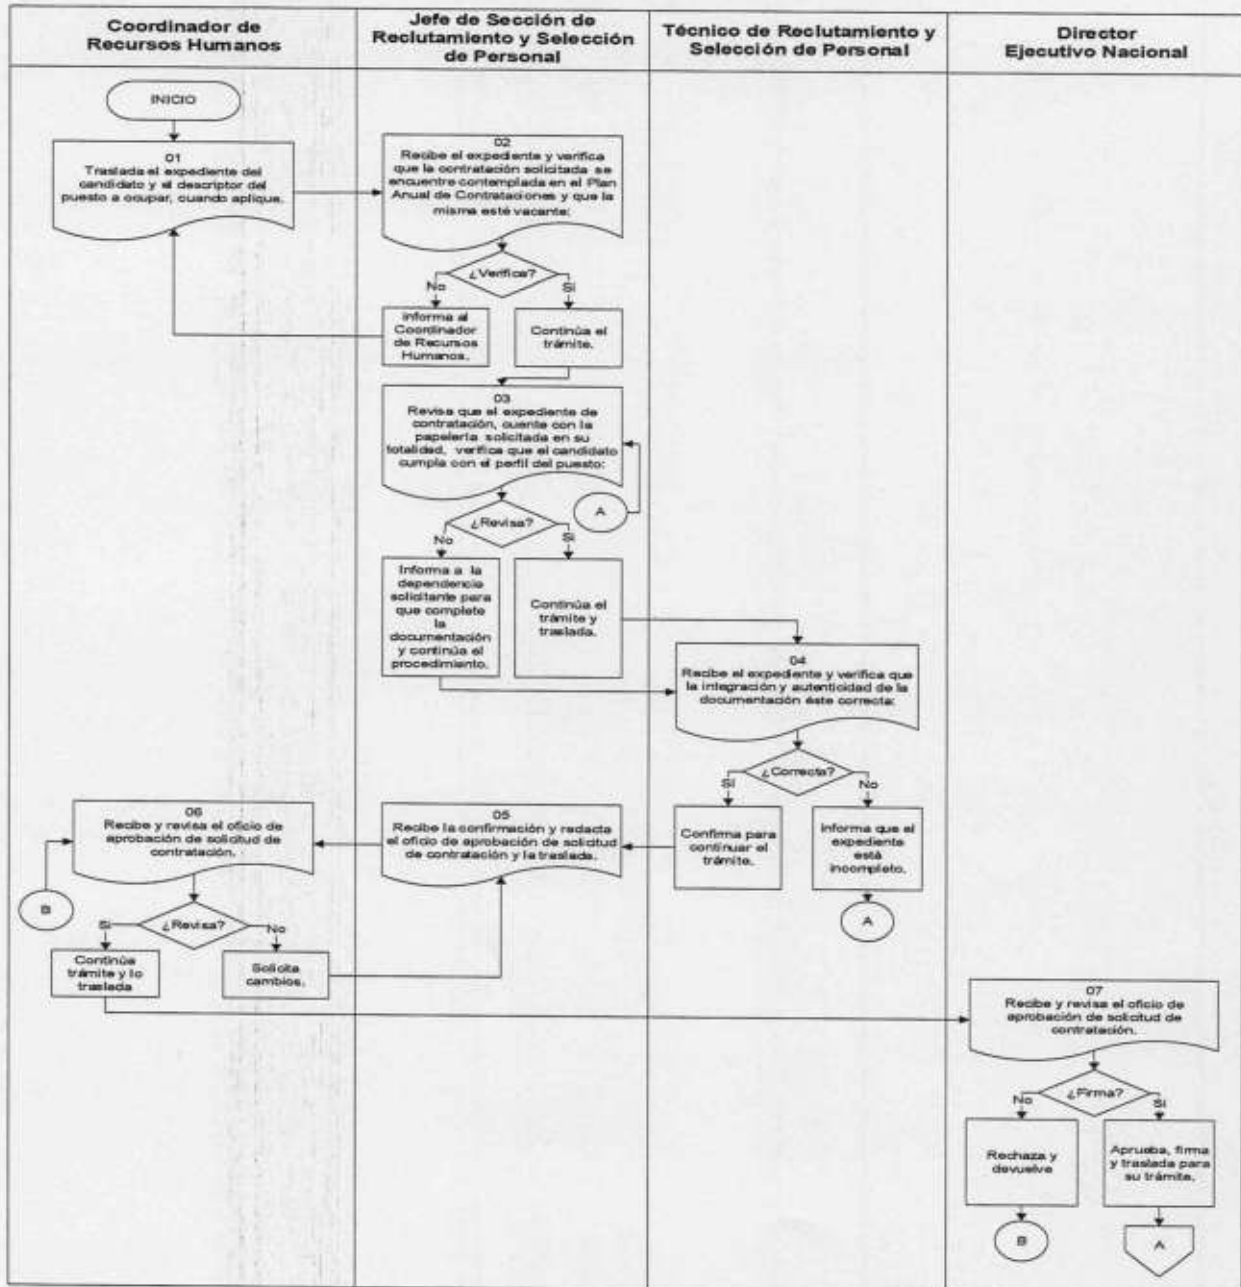 Coordinador de
Recursos Humanos
Jefe de Sección de
Reclutamiento y Selección
de Personal
Técnico de Reclutamiento y
Selección de Personal
Director
Ejecutivo Nacional
INICIO
01
Traslada el expediente del
candidato y el descriptor del
puesto a ocupar, cuando aplique.
02
Recibe el expediente y verifica
que la contratación solicitada se
encuentre contemplada en el Plan
Anual de Contrataciones y que la
misma esté vacante:
¿Verifica?
No
Si
Informa al
Coordinador
de Recursos
Humanos.
Continúa el
trámite.
03
Revisa que el expediente de
contratación, cuente con la
papelería solicitada en su
totalidad, verifica que el candidato
cumpla con el perfil del puesto:
A
¿Revisa?
No
Si
Informa a la
dependencia
solicitante para
que complete
la
documentación
y continúa el
procedimiento.
Continúa el
trámite y
traslada.
04
Recibe el expediente y verifica que
la integración y autenticidad de la
documentación éste correcta:
¿Correcta?
Si
No
Confirma para
continuar el
trámite.
Informa que el
expediente
está
incompleto.
A
05
Recibe la confirmación y redacta
el oficio de aprobación de solicitud
de contratación y la traslada.
06
Recibe y revisa el oficio de
aprobación de solicitud de
contratación.
B
¿Revisa?
Si
No
Continúa
trámite y lo
traslada
Solicita
cambios.
07
Recibe y revisa el oficio de
aprobación de solicitud de
contratación.
¿Firma?
No
Si
Rechaza y
devuelve
Aprueba, firma
y traslada para
su trámite.
B
A